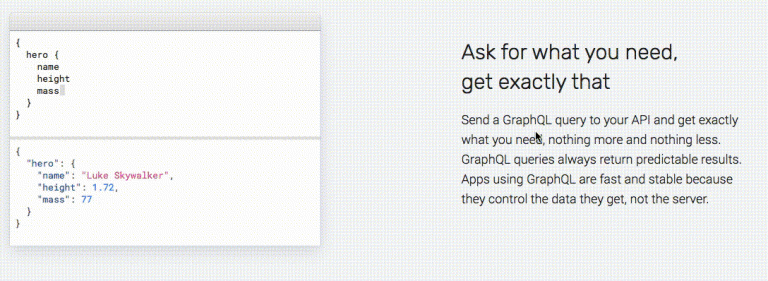 {
  hero {
    name
    height
    mass
  }
}
{
  "hero": {
    "name": "Luke Skywalker",
    "height": 1.72,
    "mass": 77
  }
}
Ask for what you need,
get exactly that
Send a GraphQL query to your API and get exactly
what you need, nothing more and nothing less.
GraphQL queries always return predictable results.
Apps using GraphQL are fast and stable because
they control the data they get, not the server.